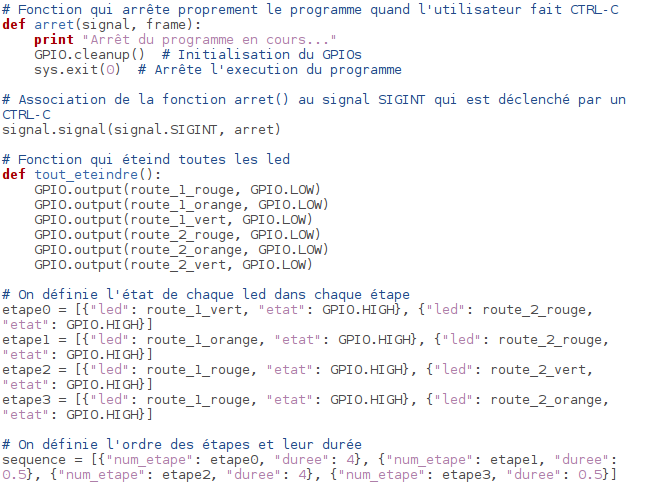 # Fonction qui arrête proprement le programme quand l'utilisateur fait CTRL-C
def arret(signal, frame):
    print "Arrêt du programme en cours..."
    GPIO.cleanup()  # Initialisation du GPIOs
    sys.exit(0)  # Arrête l'execution du programme

# Association de la fonction arret() au signal SIGINT qui est déclenché par un
CTRL-C
signal.signal(signal.SIGINT, arret)

# Fonction qui éteind toutes les led
def tout_eteindre():
    GPIO.output(route_1_rouge, GPIO.LOW)
    GPIO.output(route_1_orange, GPIO.LOW)
    GPIO.output(route_1_vert, GPIO.LOW)
    GPIO.output(route_2_rouge, GPIO.LOW)
    GPIO.output(route_2_orange, GPIO.LOW)
    GPIO.output(route_2_vert, GPIO.LOW)

# On définie l'état de chaque led dans chaque étape
etape0 = [{"led": route_1_vert, "etat": GPIO.HIGH}, {"led": route_2_rouge,
"etat": GPIO.HIGH}]
etape1 = [{"led": route_1_orange, "etat": GPIO.HIGH}, {"led": route_2_rouge,
"etat": GPIO.HIGH}]
etape2 = [{"led": route_1_rouge, "etat": GPIO.HIGH}, {"led": route_2_vert,
"etat": GPIO.HIGH}]
etape3 = [{"led": route_1_rouge, "etat": GPIO.HIGH}, {"led": route_2_orange,
"etat": GPIO.HIGH}]

# On définie l'ordre des étapes et leur durée
sequence = [{"num_etape": etape0, "duree": 4}, {"num_etape": etape1, "duree":
0.5}, {"num_etape": etape2, "duree": 4}, {"num_etape": etape3, "duree": 0.5}]